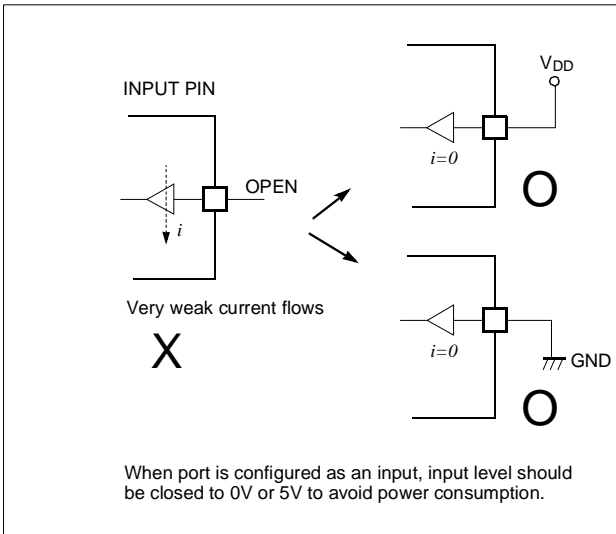 INPUT PIN
OPEN
i
Very weak current flows
X
VDD
i=0
O
i=0
GND
O
When port is configured as an input, input level should
be closed to 0V or 5V to avoid power consumption.